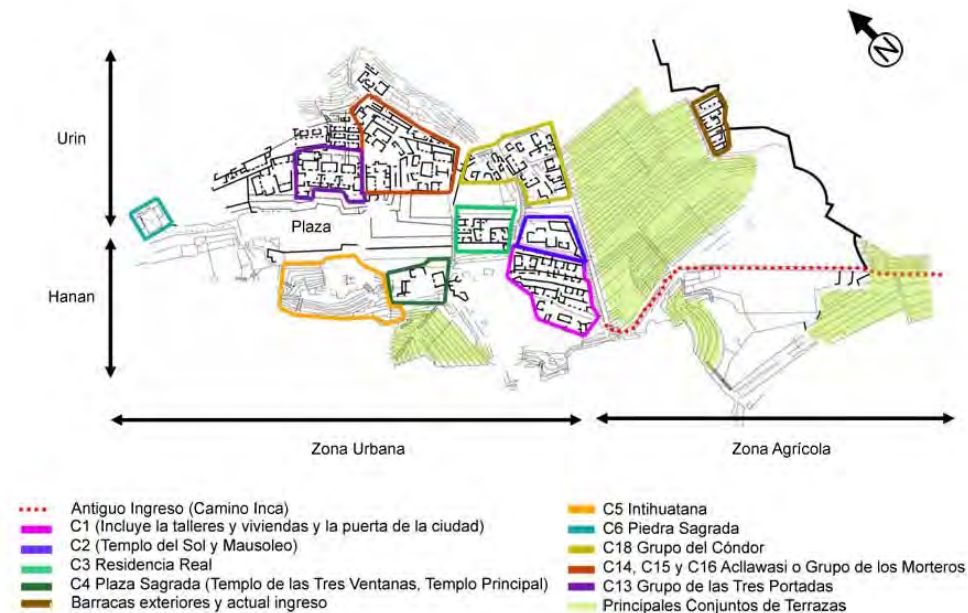 N
Urin
Plaza
Hanan
Zona Urbana
Zona Agrícola
Antiguo Ingreso (Camino Inca)
C1 (Incluye la talleres y viviendas y la puerta de la ciudad)
C2 (Templo del Sol y Mausoleo)
C3 Residencia Real
C4 Plaza Sagrada (Templo de las Tres Ventanas, Templo Principal)
Barracas exteriores y actual ingreso
C5 Intihuatana
C6 Piedra Sagrada
C18 Grupo del Cóndor
C14, C15 y C16 Acllawasi o Grupo de los Morteros
C13 Grupo de las Tres Portadas
Principales Conjuntos de Terrazas